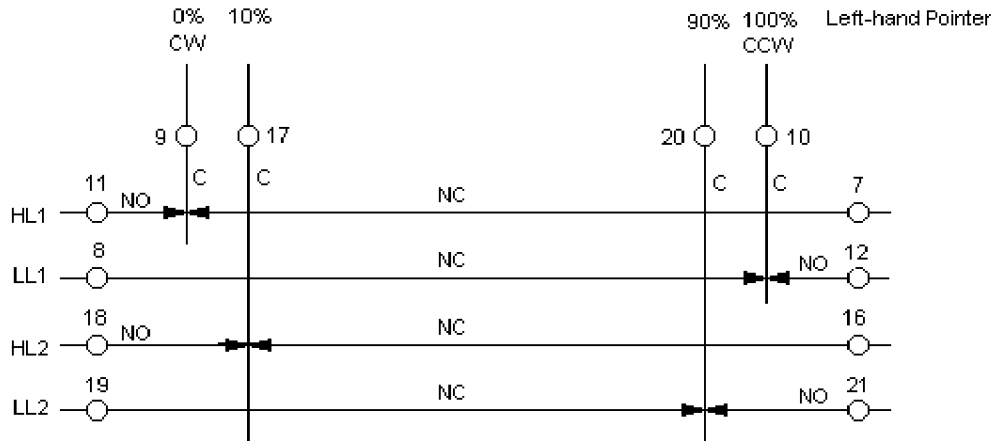 0% 10% 90% 100% Left-hand Pointer
CW CCW
9 17 20 10
11 NO C C NC C C 7
HL1
8 NC NO 12
LL1
18 NO NC 16
HL2
19 NC NO 21
LL2